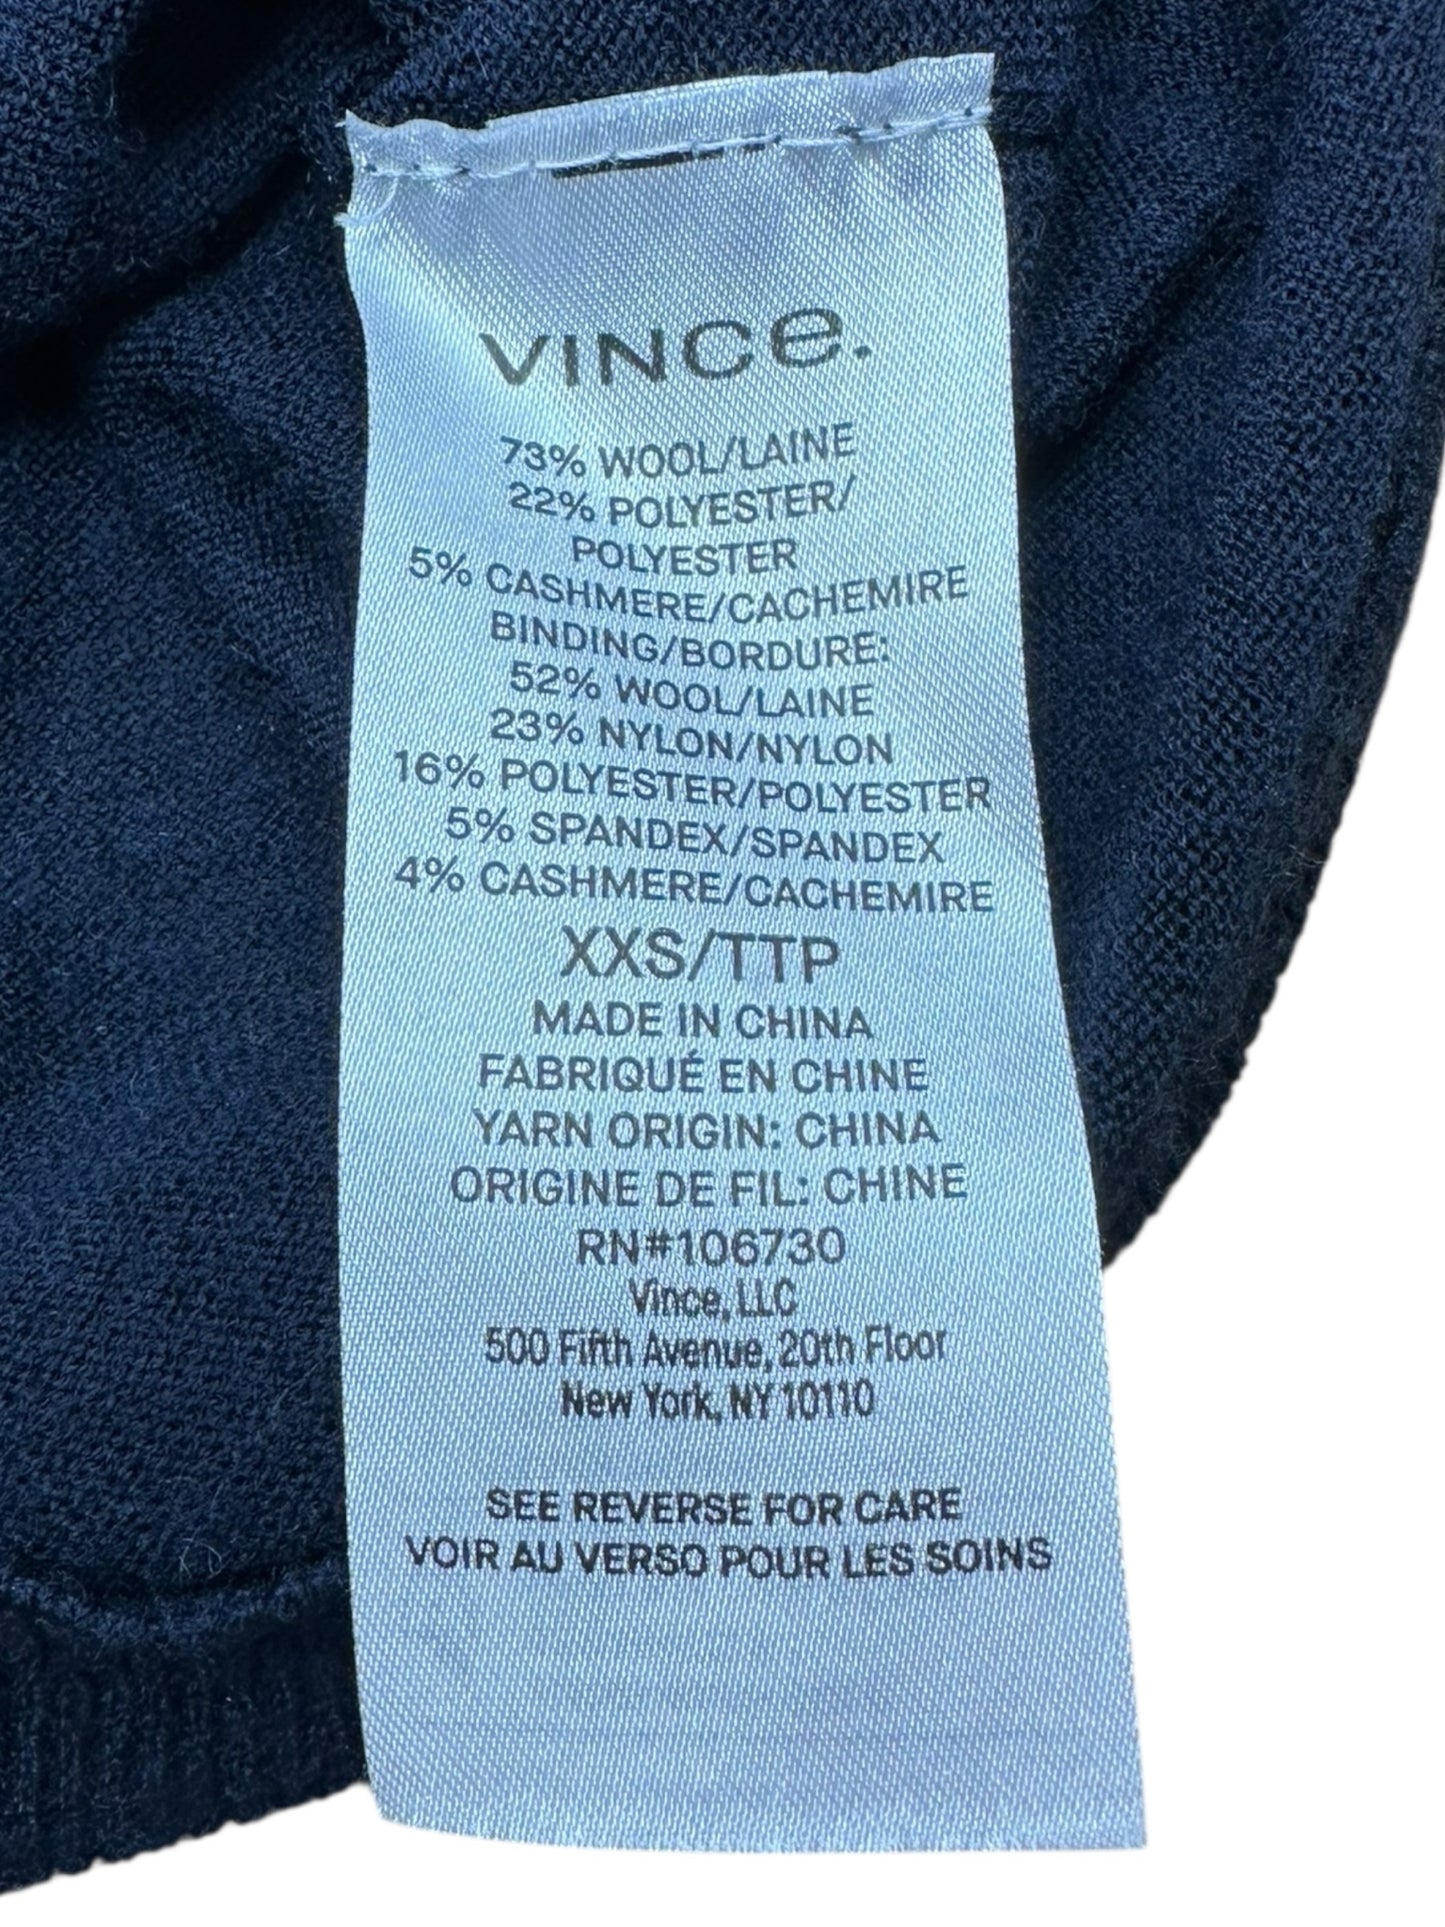 VINCe.
73% WOOL/LAINE
22% POLYESTER/
POLYESTER
5% CASHMERE/CACHEMIRE
BINDING/BORDURE:
52% WOOL/LAINE
23% NYLON/NYLON
16% POLYESTER/POLYESTER
5% SPANDEX/SPANDEX
4% CASHMERE/CACHEMIRE
XXS/TTP
MADE IN CHINA
FABRIQUÉ EN CHINE
YARN ORIGIN: CHINA
ORIGINE DE FIL: CHINE
RN#106730
Vince, LLC
500 Fifth Avenue, 20th Floor
New York, NY 10110
SEE REVERSE FOR CARE
VOIR AU VERSO POUR LES SOINS